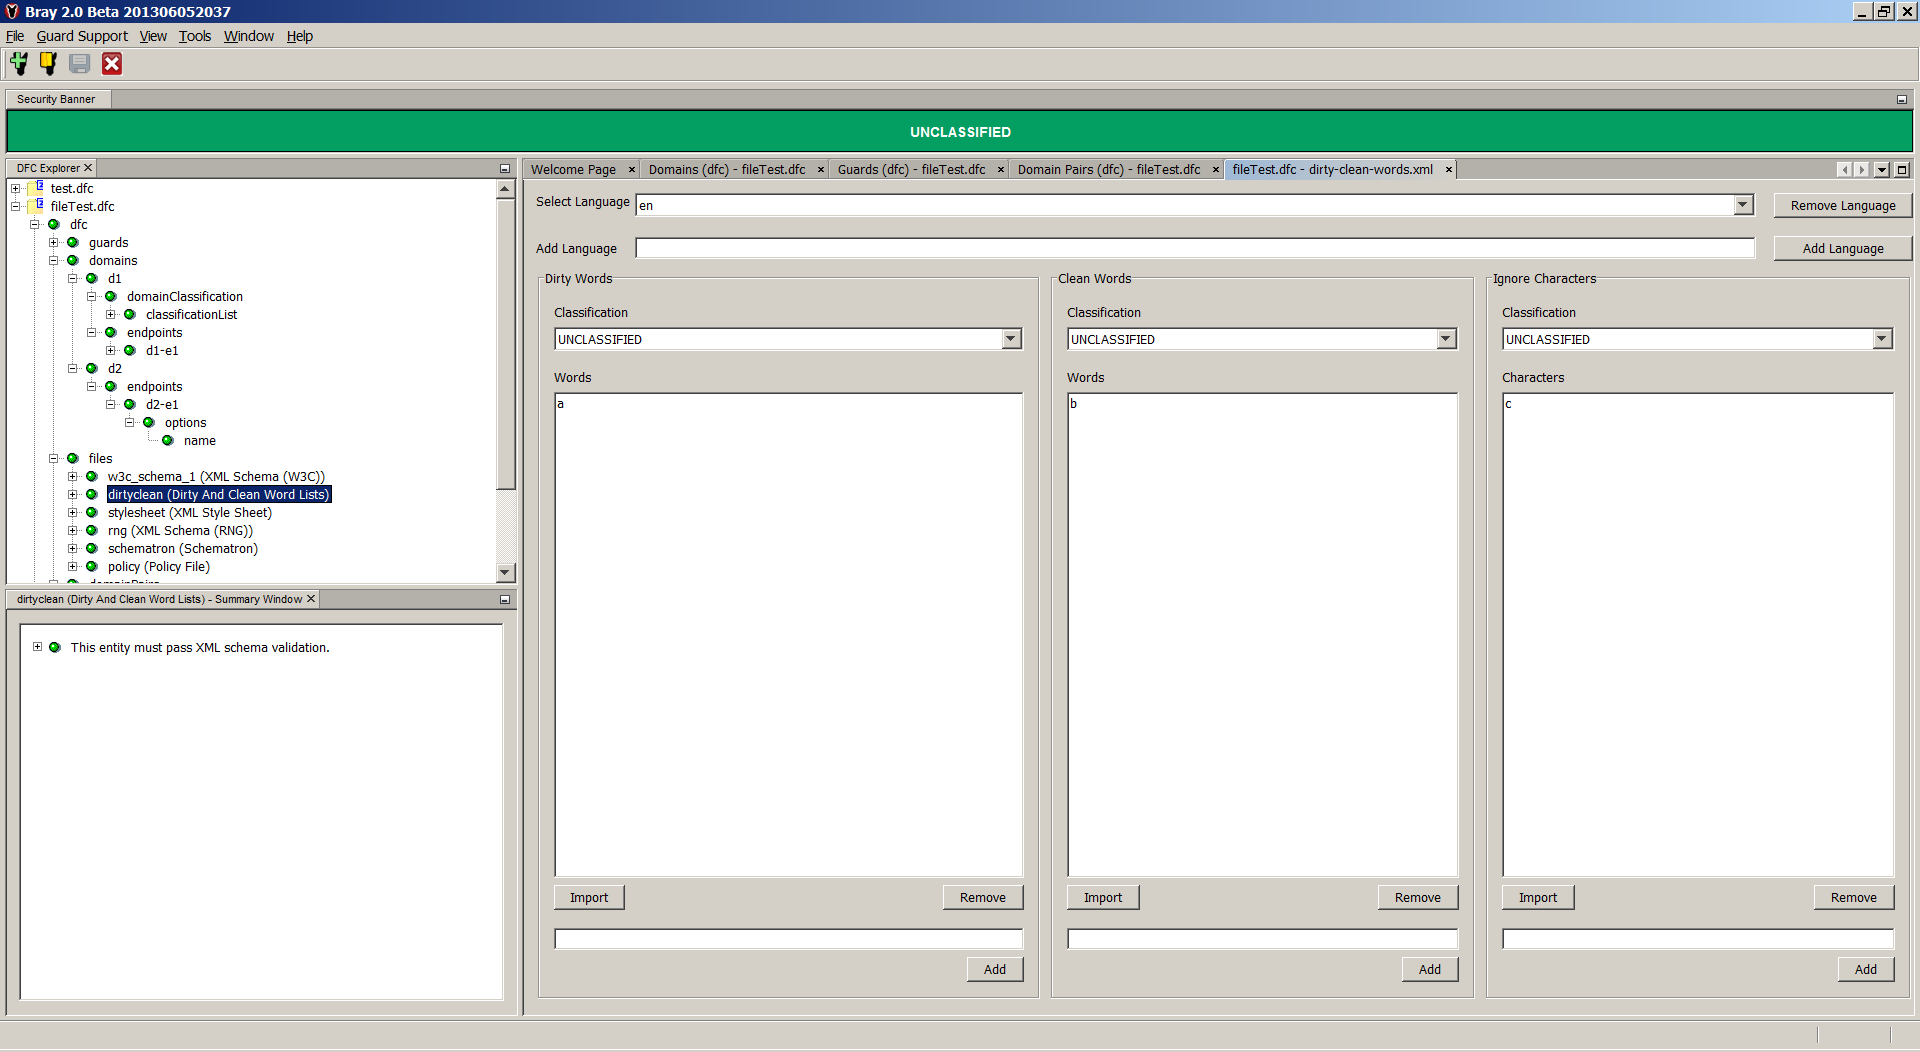 Bray 2.0 Beta 201306052037
File Guard Support View Tools Window Help
Security Banner
UNCLASSIFIED
DFC Explorer
test.dfc
fileTest.dfc
dfc
guards
domains
d1
domainClassification
classificationList
endpoints
d1-e1
d2
endpoints
d2-e1
options
name
files
w3c_schema_1 (XML Schema (W3C))
dirtyclean (Dirty And Clean Word Lists)
stylesheet (XML Style Sheet)
rng (XML Schema (RNG))
schematron (Schematron)
policy (Policy File)
dirtyclean (Dirty And Clean Word Lists) - Summary Window
This entity must pass XML schema validation.
Welcome Page Domains (dfc) - fileTest.dfc Guards (dfc) - fileTest.dfc Domain Pairs (dfc) - fileTest.dfc fileTest.dfc - dirty-clean-words.xml
Select Language en Remove Language
Add Language Add Language
Dirty Words
Classification
UNCLASSIFIED
Words
a
Import Remove
Add
Clean Words
Classification
UNCLASSIFIED
Words
b
Import Remove
Add
Ignore Characters
Classification
UNCLASSIFIED
Characters
c
Import Remove
Add